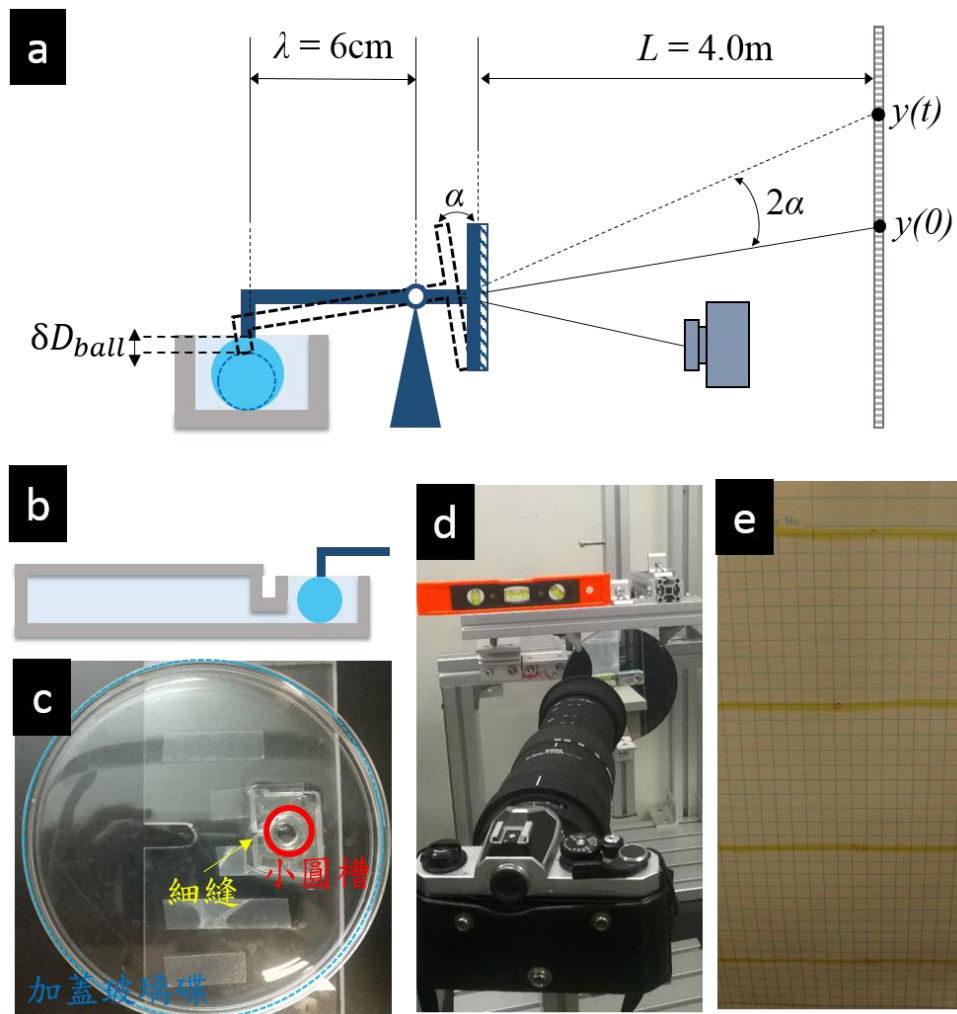 a
λ = 6cm
L = 4.0m
y(t)
α
2α
y(0)
δD_ball
b
c
細縫
小圓槽
加蓋玻璃碟
d
e
No.